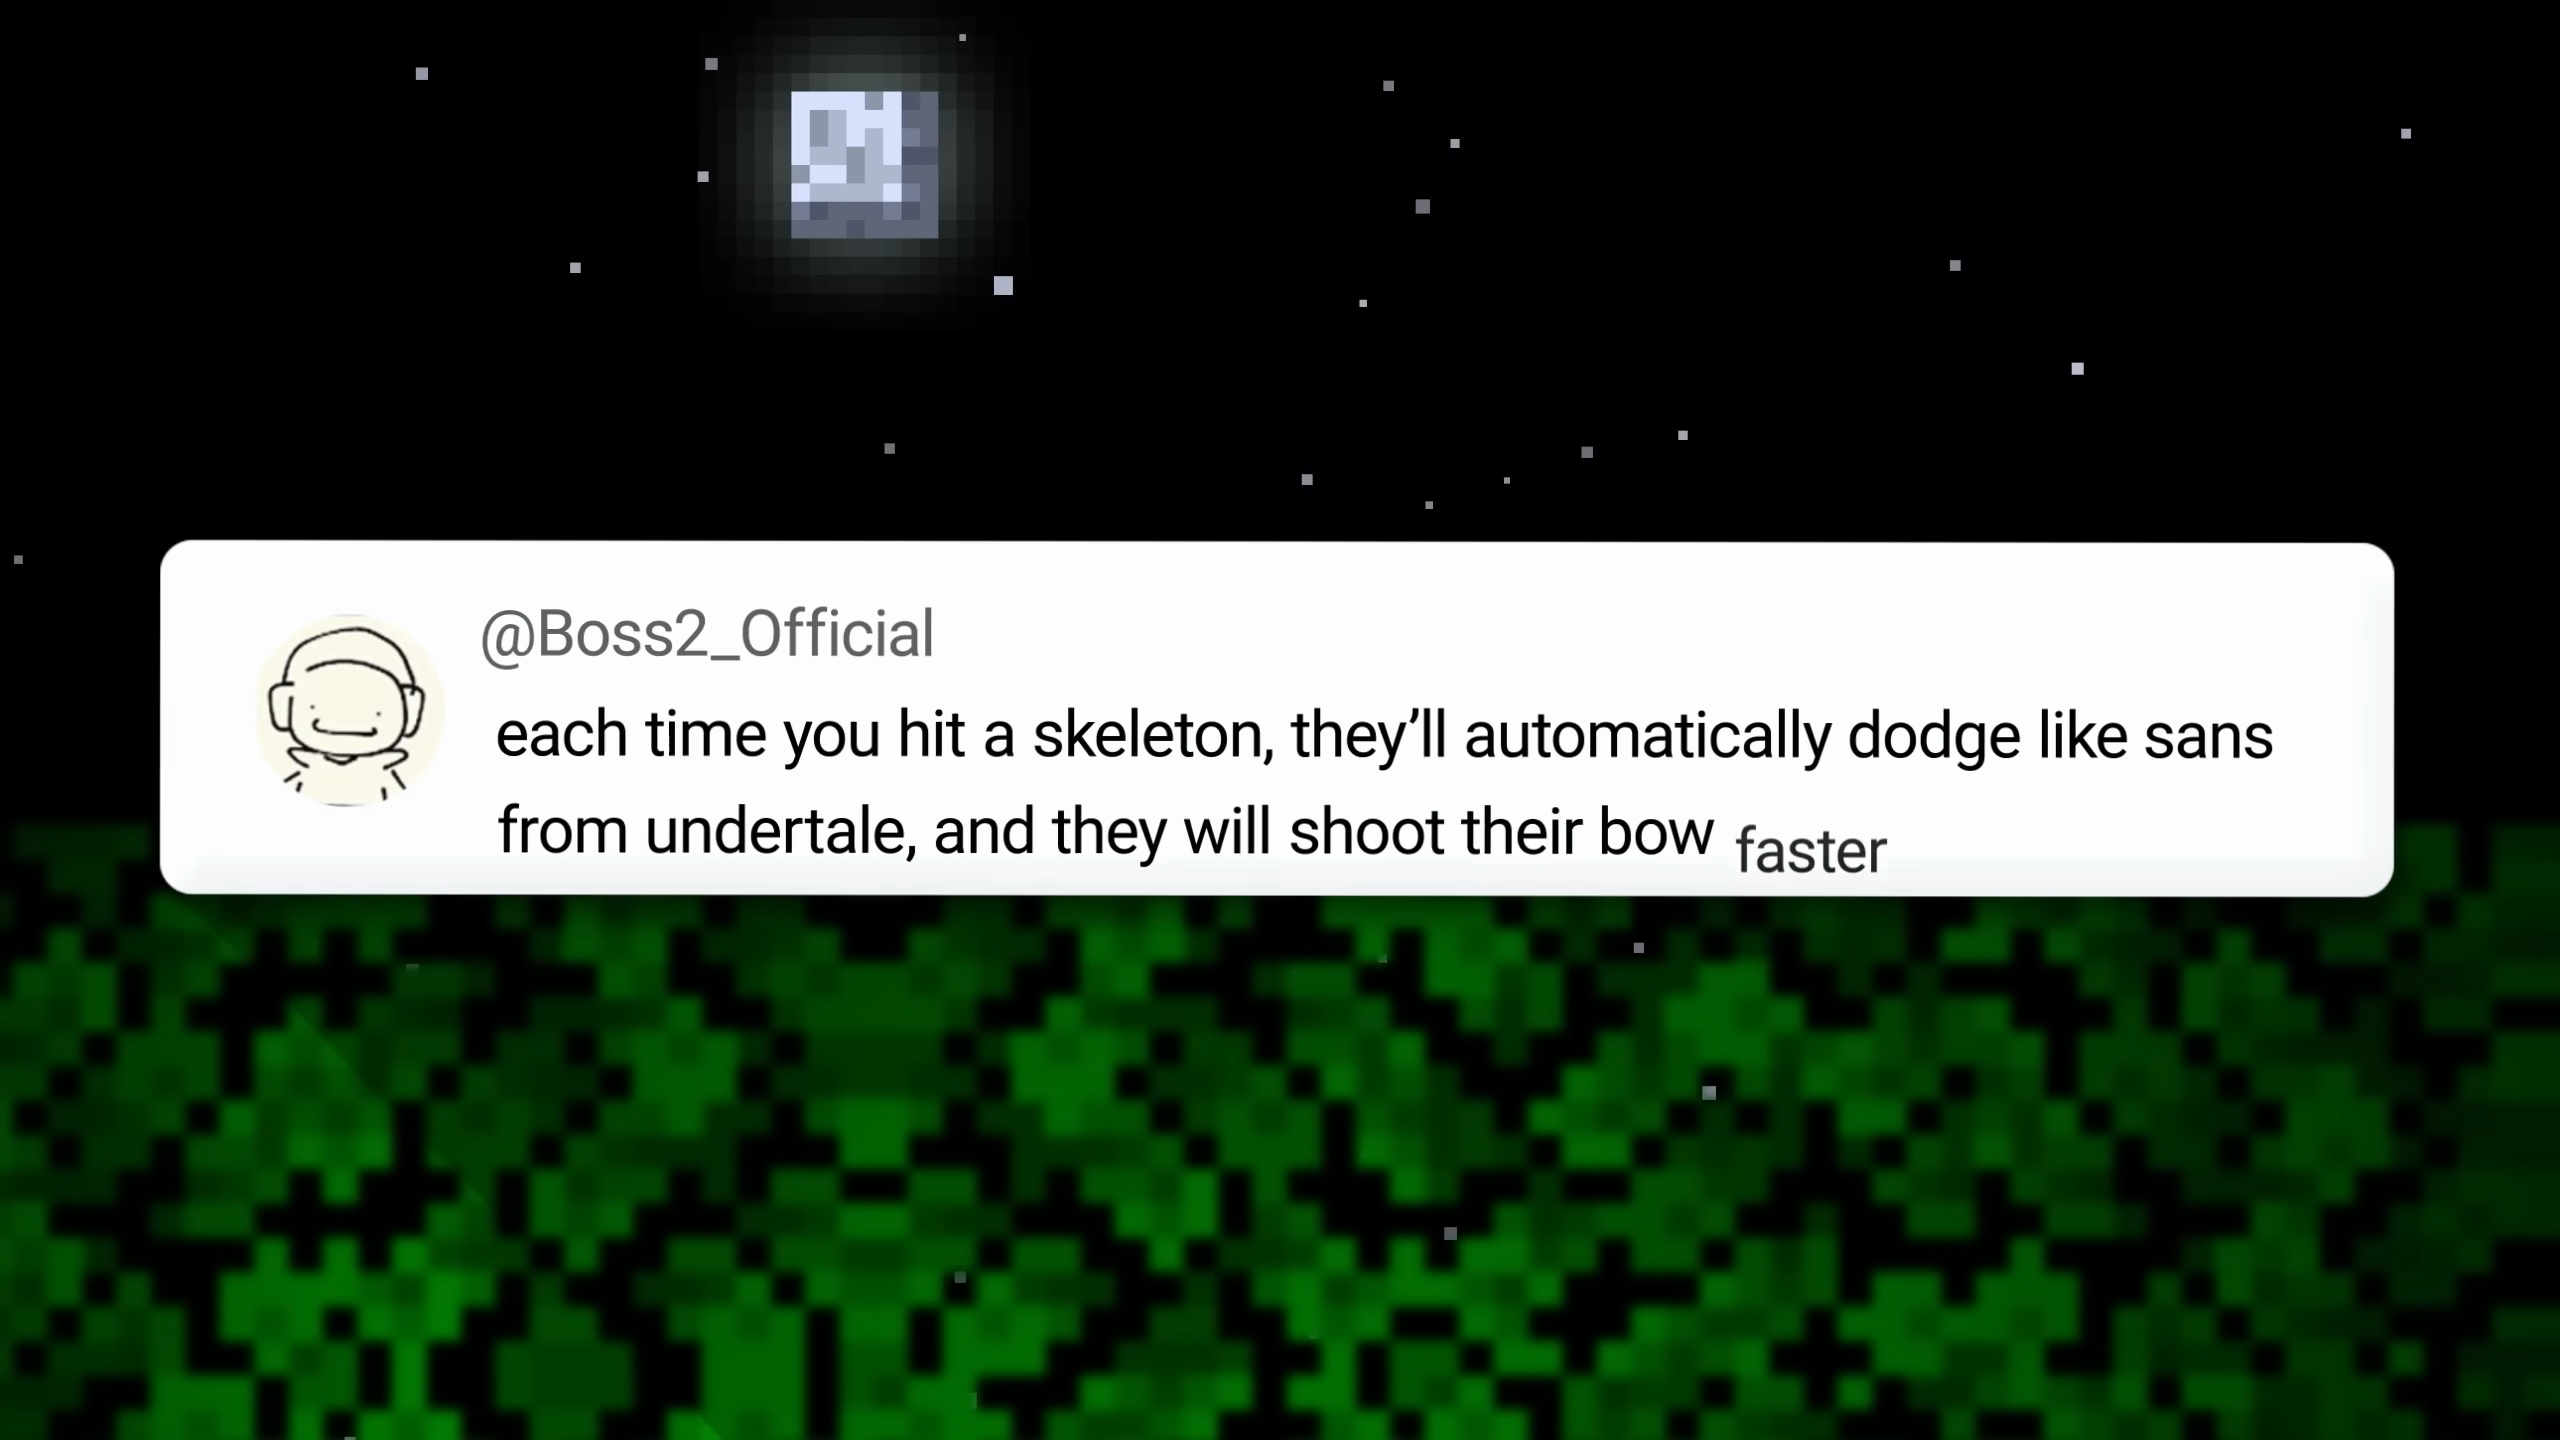 @Boss2_Official
each time you hit a skeleton, they’ll automatically dodge like sans
from undertale, and they will shoot their bow faster